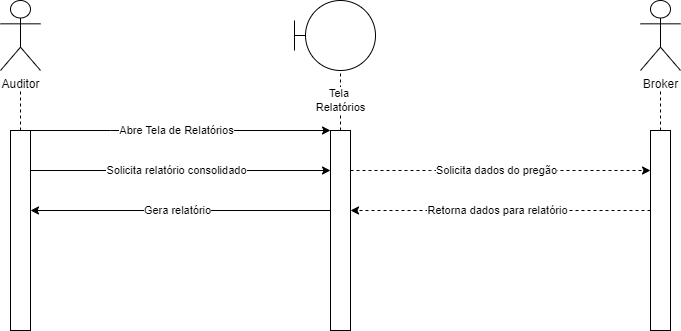 Auditor
Tela
Relatórios
Broker
Abre Tela de Relatórios
Solicita relatório consolidado
Solicita dados do pregão
Gera relatório
Retorna dados para relatório